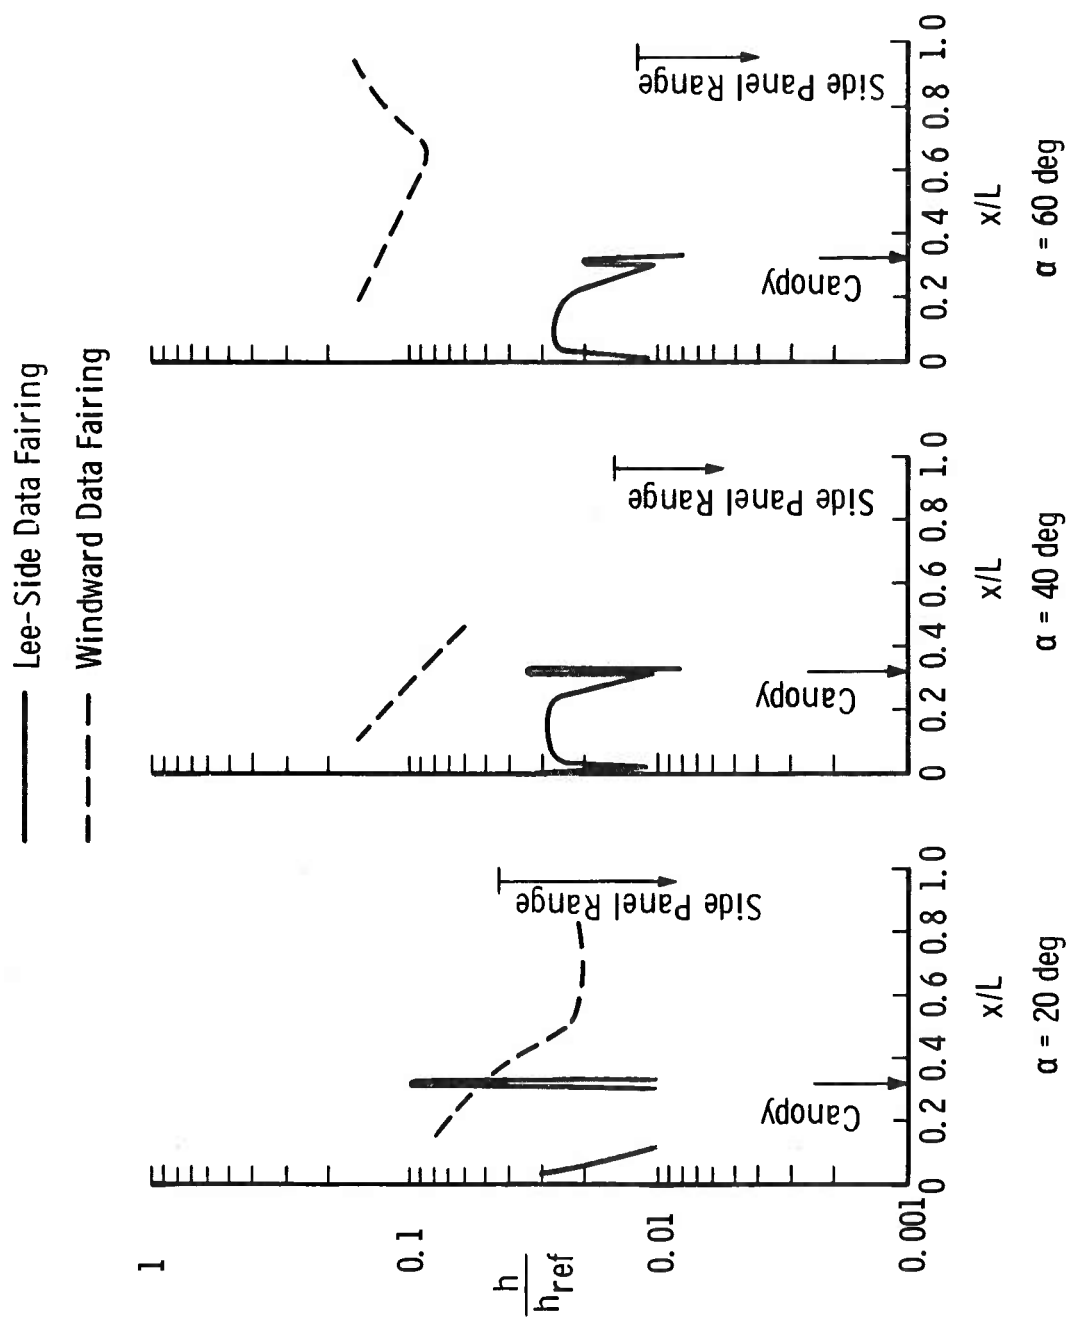 Lee-Side Data Fairing
Windward Data Fairing
h
h ref
1
0.1
0.01
0.001
Side Panel Range
Canopy
0 0.2 0.4 0.6 0.8 1.0
x/L
α = 20 deg
Side Panel Range
Canopy
0 0.2 0.4 0.6 0.8 1.0
x/L
α = 40 deg
Side Panel Range
Canopy
0 0.2 0.4 0.6 0.8 1.0
x/L
α = 60 deg